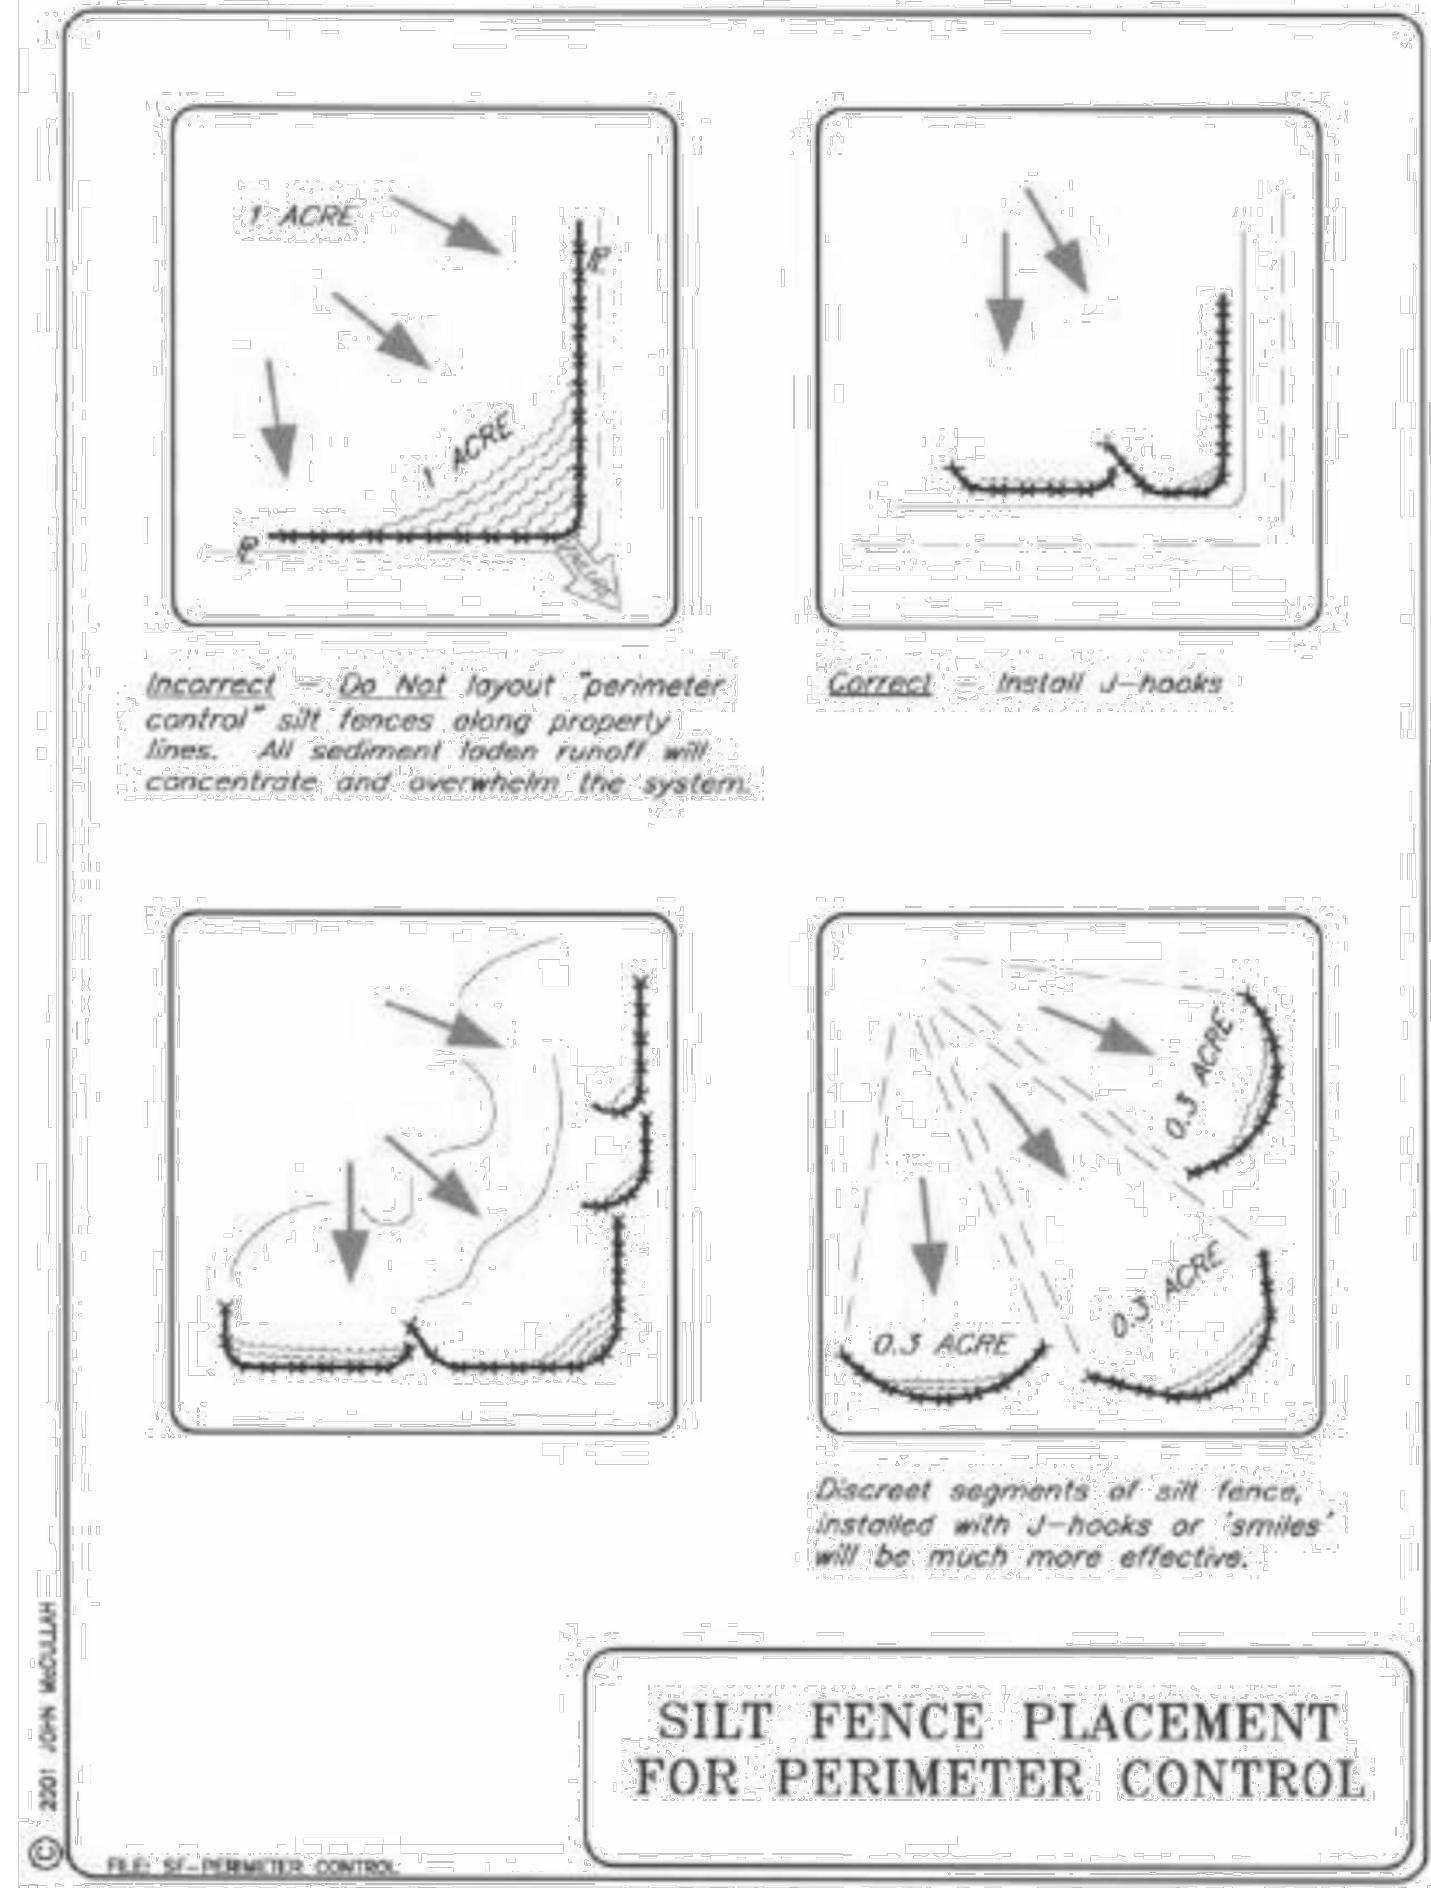 1 ACRE
PL
1 ACRE
PL
Incorrect - Do Not layout "perimeter
control" silt fences along property
lines. All sediment laden runoff will
concentrate and overwhelm the system.
Correct - Install J-hooks
0.3 ACRE
0.3 ACRE
0.3 ACRE
Discreet segments of silt fence,
installed with J-hooks or 'smiles'
will be much more effective.
SILT FENCE PLACEMENT
FOR PERIMETER CONTROL
© 2001 JOHN McCULLAH
FILE: SF-PERIMETER CONTROL